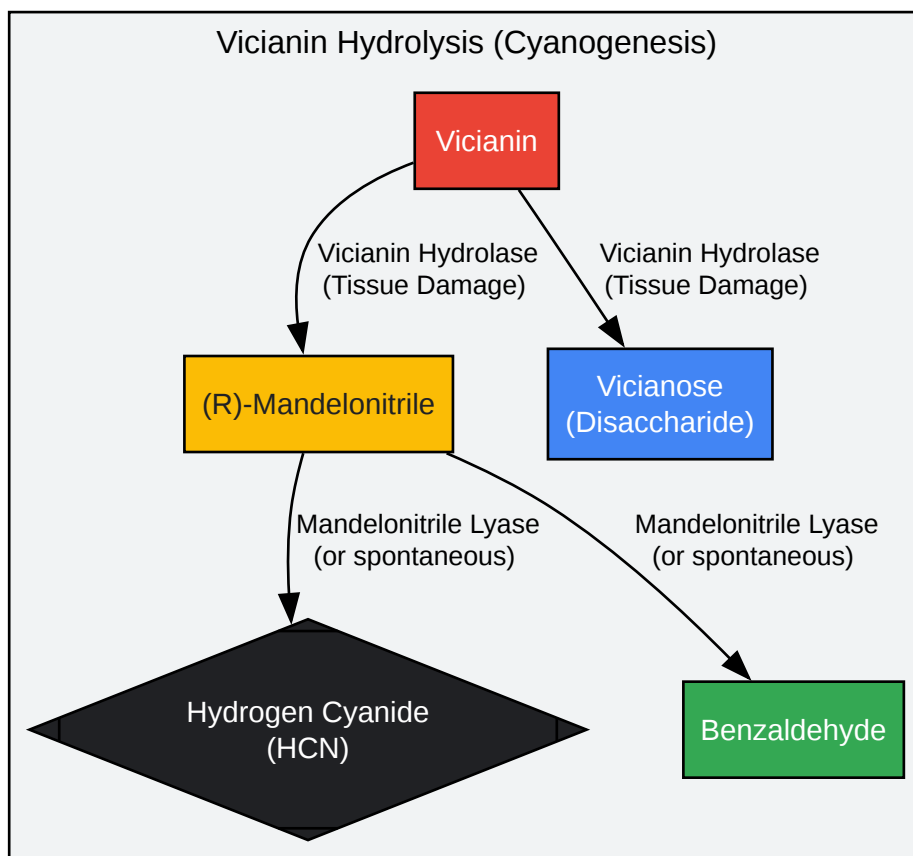 Vicianin Hydrolysis (Cyanogenesis)
Vicianin
Vicianin Hydrolase
(Tissue Damage)
Vicianin Hydrolase
(Tissue Damage)
(R)-Mandelonitrile
Vicianose
(Disaccharide)
Mandelonitrile Lyase
(or spontaneous)
Mandelonitrile Lyase
(or spontaneous)
Hydrogen Cyanide
(HCN)
Benzaldehyde